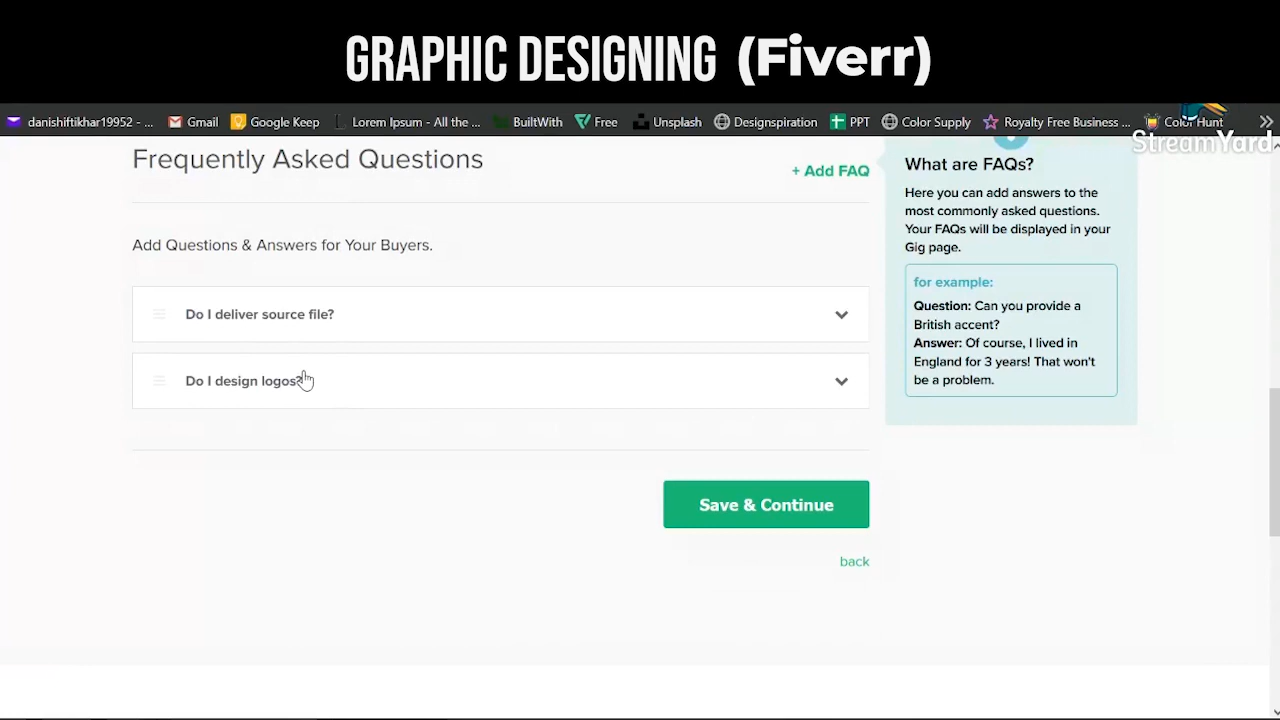 GRAPHIC DESIGNING (Fiverr)
danishiftikhar19952 - ... Gmail Google Keep Lorem Ipsum - All the ... BuiltWith Free Unsplash Designspiration PPT Color Supply Royalty Free Business ... Color Hunt
StreamYard
Frequently Asked Questions
+ Add FAQ
Add Questions & Answers for Your Buyers.
Do I deliver source file?
Do I design logos?
Save & Continue
back
What are FAQs?
Here you can add answers to the
most commonly asked questions.
Your FAQs will be displayed in your
Gig page.
for example:
Question: Can you provide a
British accent?
Answer: Of course, I lived in
England for 3 years! That won't
be a problem.